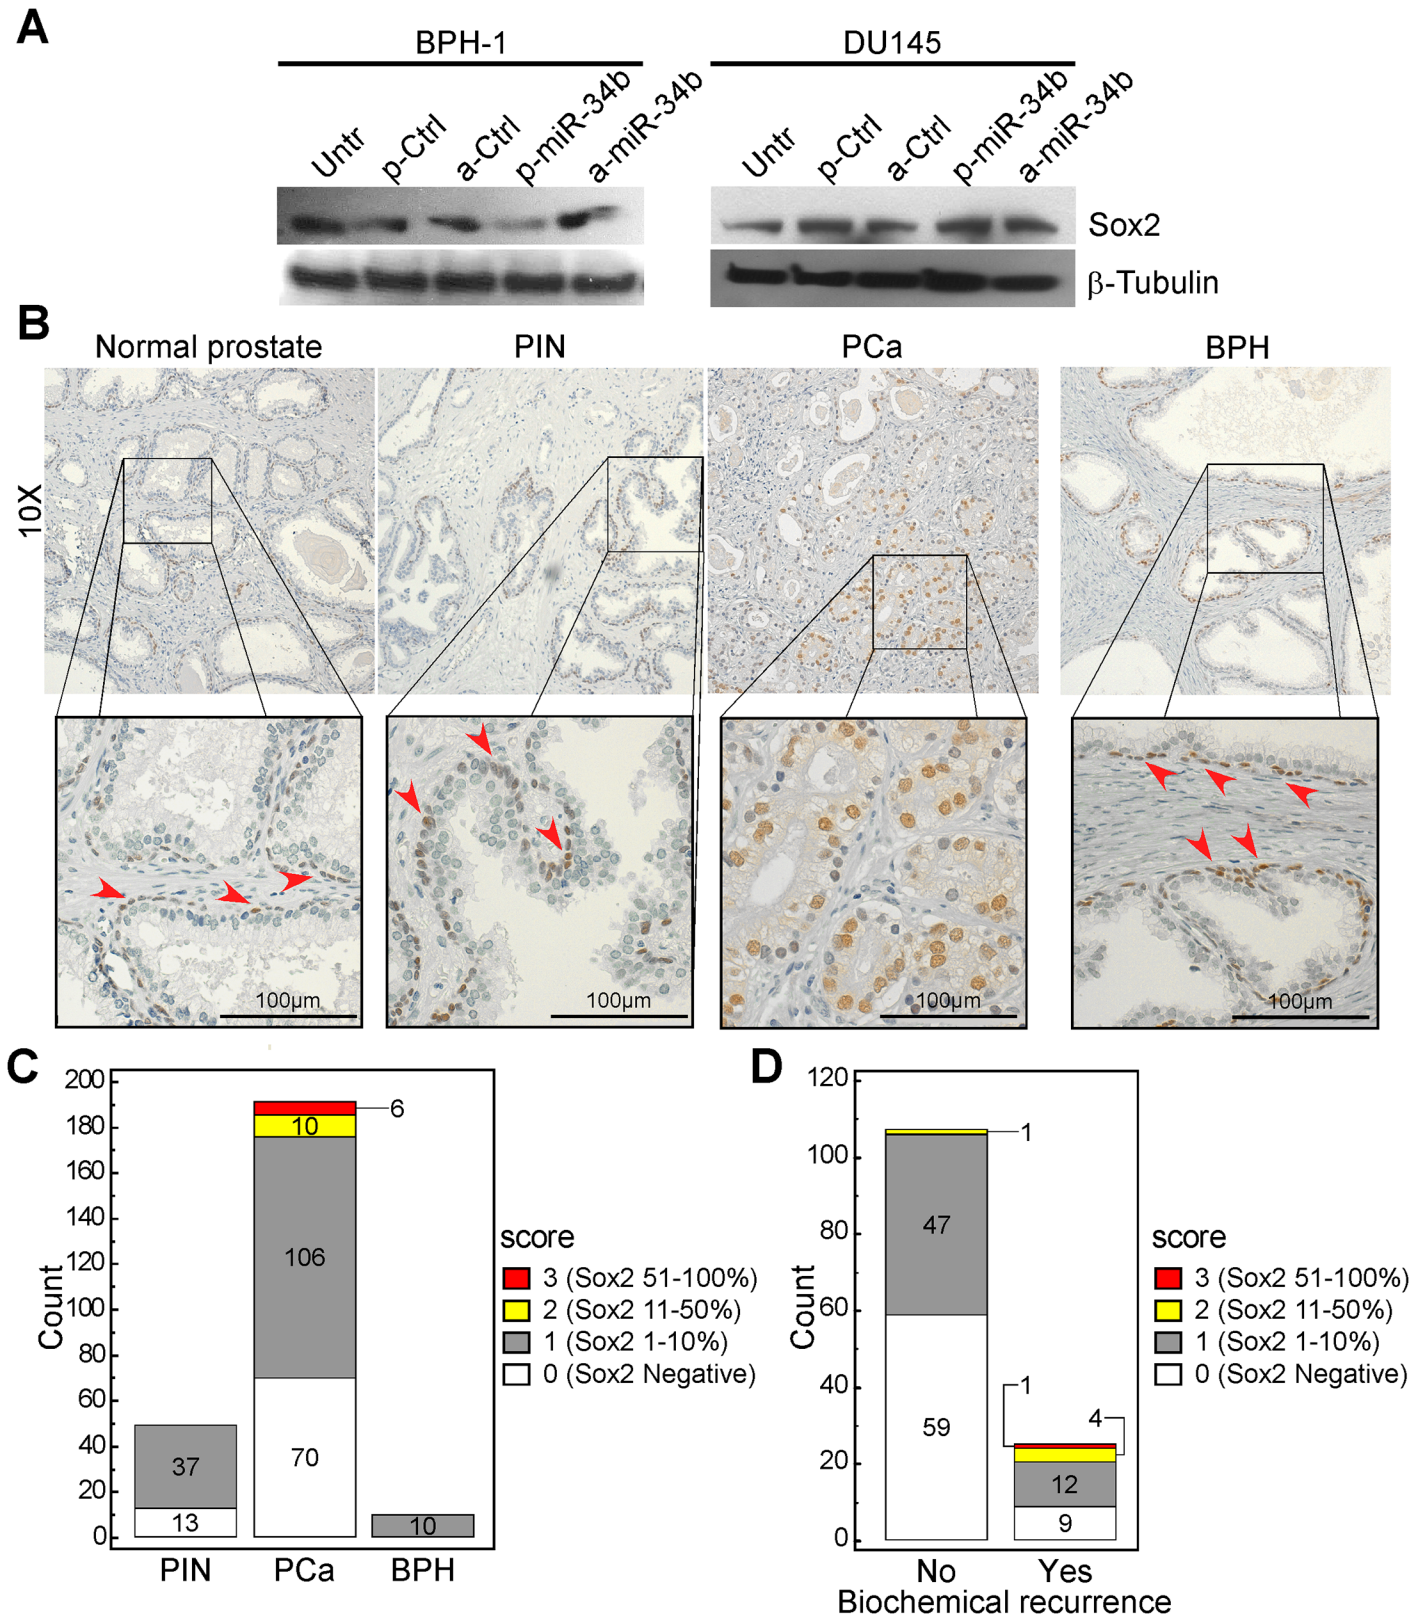 A
BPH-1
DU145
Untr
p-Ctrl
a-Ctrl
p-miR-34b
a-miR-34b
Untr
p-Ctrl
a-Ctrl
p-miR-34b
a-miR-34b
Sox2
β-Tubulin
B
Normal prostate
PIN
PCa
BPH
10X
100μm
100μm
100μm
100μm
C
200
180
160
140
120
100
80
60
40
20
0
Count
6
10
106
70
37
13
10
PIN
PCa
BPH
score
3 (Sox2 51-100%)
2 (Sox2 11-50%)
1 (Sox2 1-10%)
0 (Sox2 Negative)
D
120
100
80
60
40
20
0
Count
1
47
59
1
4
12
9
No
Yes
Biochemical recurrence
score
3 (Sox2 51-100%)
2 (Sox2 11-50%)
1 (Sox2 1-10%)
0 (Sox2 Negative)